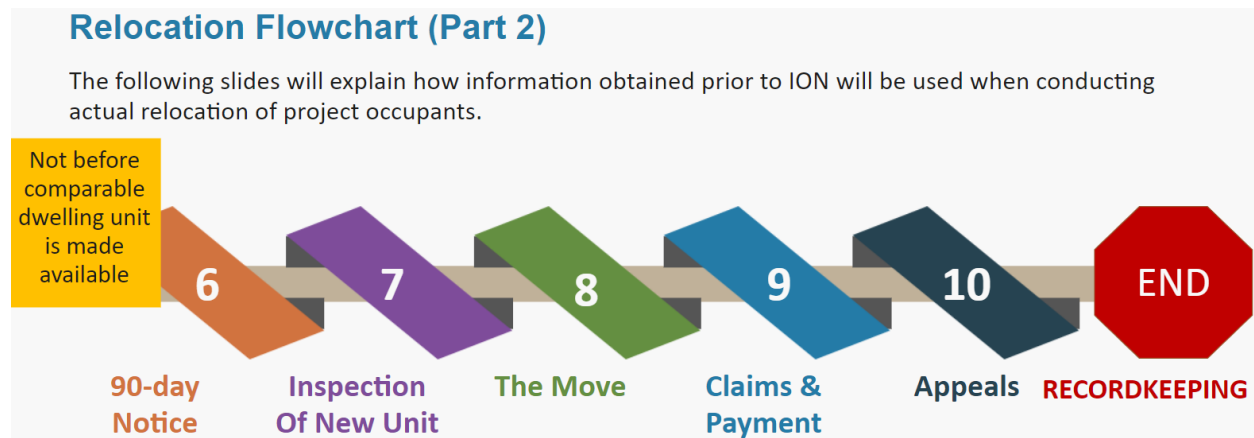 Relocation Flowchart (Part 2)
The following slides will explain how information obtained prior to ION will be used when conducting
actual relocation of project occupants.
Not before
comparable
dwelling unit
is made
available
6
7
8
9
10
END
90-day
Notice
Inspection
Of New Unit
The Move
Claims &
Payment
Appeals
RECORDKEEPING